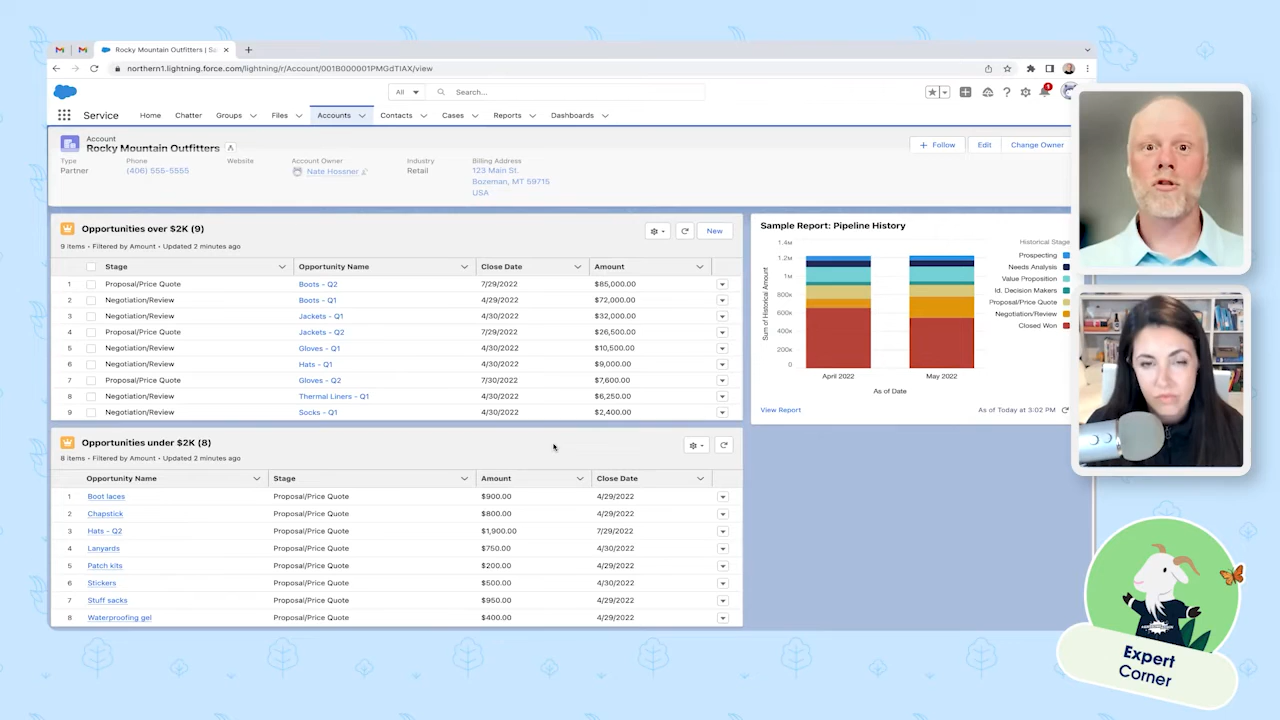 Rocky Mountain Outfitters | Sa
northern1.lightning.force.com/lightning/r/Account/001B000001PMGdTIAX/view
All Search...
Service Home Chatter Groups Files Accounts Contacts Cases Reports Dashboards
Account
Rocky Mountain Outfitters
+ Follow Edit Change Owner
Type Phone Website Account Owner Industry Billing Address
Partner (406) 555-5555 Nate Hossner Retail 123 Main St.
Bozeman, MT 59715
USA
Opportunities over $2K (9)
9 items • Filtered by Amount • Updated 2 minutes ago
New
Stage Opportunity Name Close Date Amount
1 Proposal/Price Quote Boots - Q2 7/29/2022 $85,000.00
2 Negotiation/Review Boots - Q1 4/29/2022 $72,000.00
3 Negotiation/Review Jackets - Q1 4/30/2022 $32,000.00
4 Proposal/Price Quote Jackets - Q2 7/29/2022 $26,500.00
5 Negotiation/Review Gloves - Q1 4/30/2022 $10,500.00
6 Negotiation/Review Hats - Q1 4/30/2022 $9,000.00
7 Proposal/Price Quote Gloves - Q2 7/30/2022 $7,600.00
8 Negotiation/Review Thermal Liners - Q1 4/30/2022 $6,250.00
9 Negotiation/Review Socks - Q1 4/30/2022 $2,400.00
Opportunities under $2K (8)
8 items • Filtered by Amount • Updated 2 minutes ago
Opportunity Name Stage Amount Close Date
1 Boot laces Proposal/Price Quote $900.00 4/29/2022
2 Chapstick Proposal/Price Quote $800.00 4/29/2022
3 Hats - Q2 Proposal/Price Quote $1,900.00 7/29/2022
4 Lanyards Proposal/Price Quote $750.00 4/30/2022
5 Patch kits Proposal/Price Quote $200.00 4/29/2022
6 Stickers Proposal/Price Quote $500.00 4/30/2022
7 Stuff sacks Proposal/Price Quote $950.00 4/29/2022
8 Waterproofing gel Proposal/Price Quote $400.00 4/29/2022
Sample Report: Pipeline History
Sum of Historical Amount
1.4m
1m
800k
600k
400k
200k
0
April 2022 May 2022
As of Date
Historical Stage
Prospecting
Needs Analysis
Value Proposition
Id. Decision Makers
Proposal/Price Quote
Negotiation/Review
Closed Won
View Report As of Today at 3:02 PM
Expert
Corner